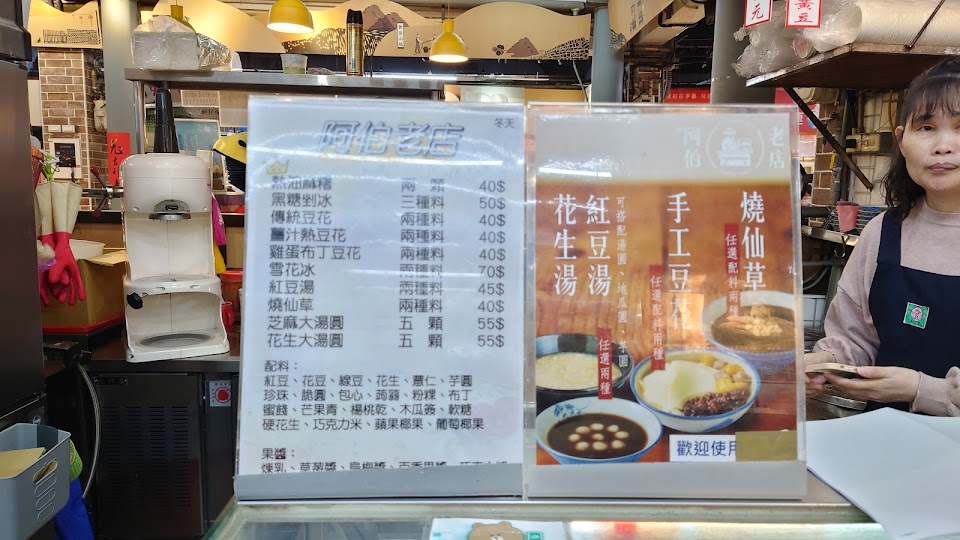 阿伯老店
冬天
熱油麻糬 兩 顆 40$
黑糖剉冰 三種料 50$
傳統豆花 兩種料 40$
薑汁熱豆花 兩種料 40$
雞蛋布丁豆花 兩種料 40$
雪花冰 兩種料 70$
紅豆湯 兩種料 45$
燒仙草 兩種料 40$
芝麻大湯圓 五 顆 55$
花生大湯圓 五 顆 55$
配料：
紅豆、花豆、綠豆、花生、薏仁、芋圓
珍珠、脆圓、包心、蒟蒻、粉粿、布丁
蜜餞、芒果青、楊桃乾、木瓜簽、軟糖
硬花生、巧克力米、蘋果椰果、葡萄椰果
果醬：
煉乳、草莓醬、烏梅醬、百香果醬
阿伯
老店
燒仙草
任選配料兩種
手工豆花
任選配料兩種
可搭配湯圓、地瓜圓、芋圓
任選兩種
紅豆湯
花生湯
歡迎使用
元
黃豆